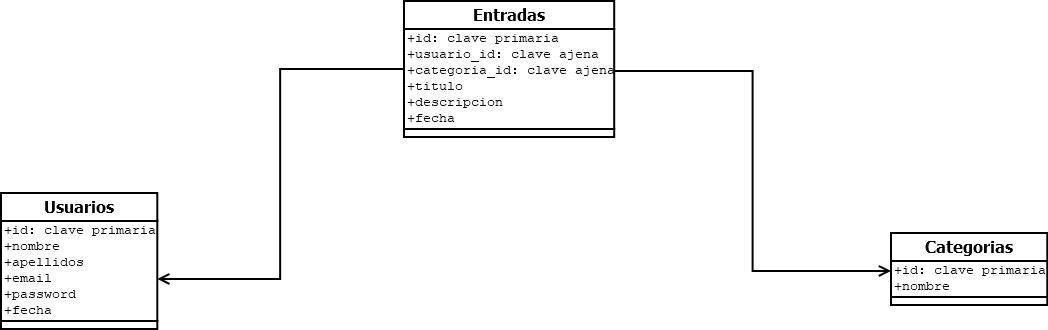 Entradas
+id: clave primaria
+usuario_id: clave ajena
+categoria_id: clave ajena
+titulo
+descripcion
+fecha
Usuarios
+id: clave primaria
+nombre
+apellidos
+email
+password
+fecha
Categorias
+id: clave primaria
+nombre